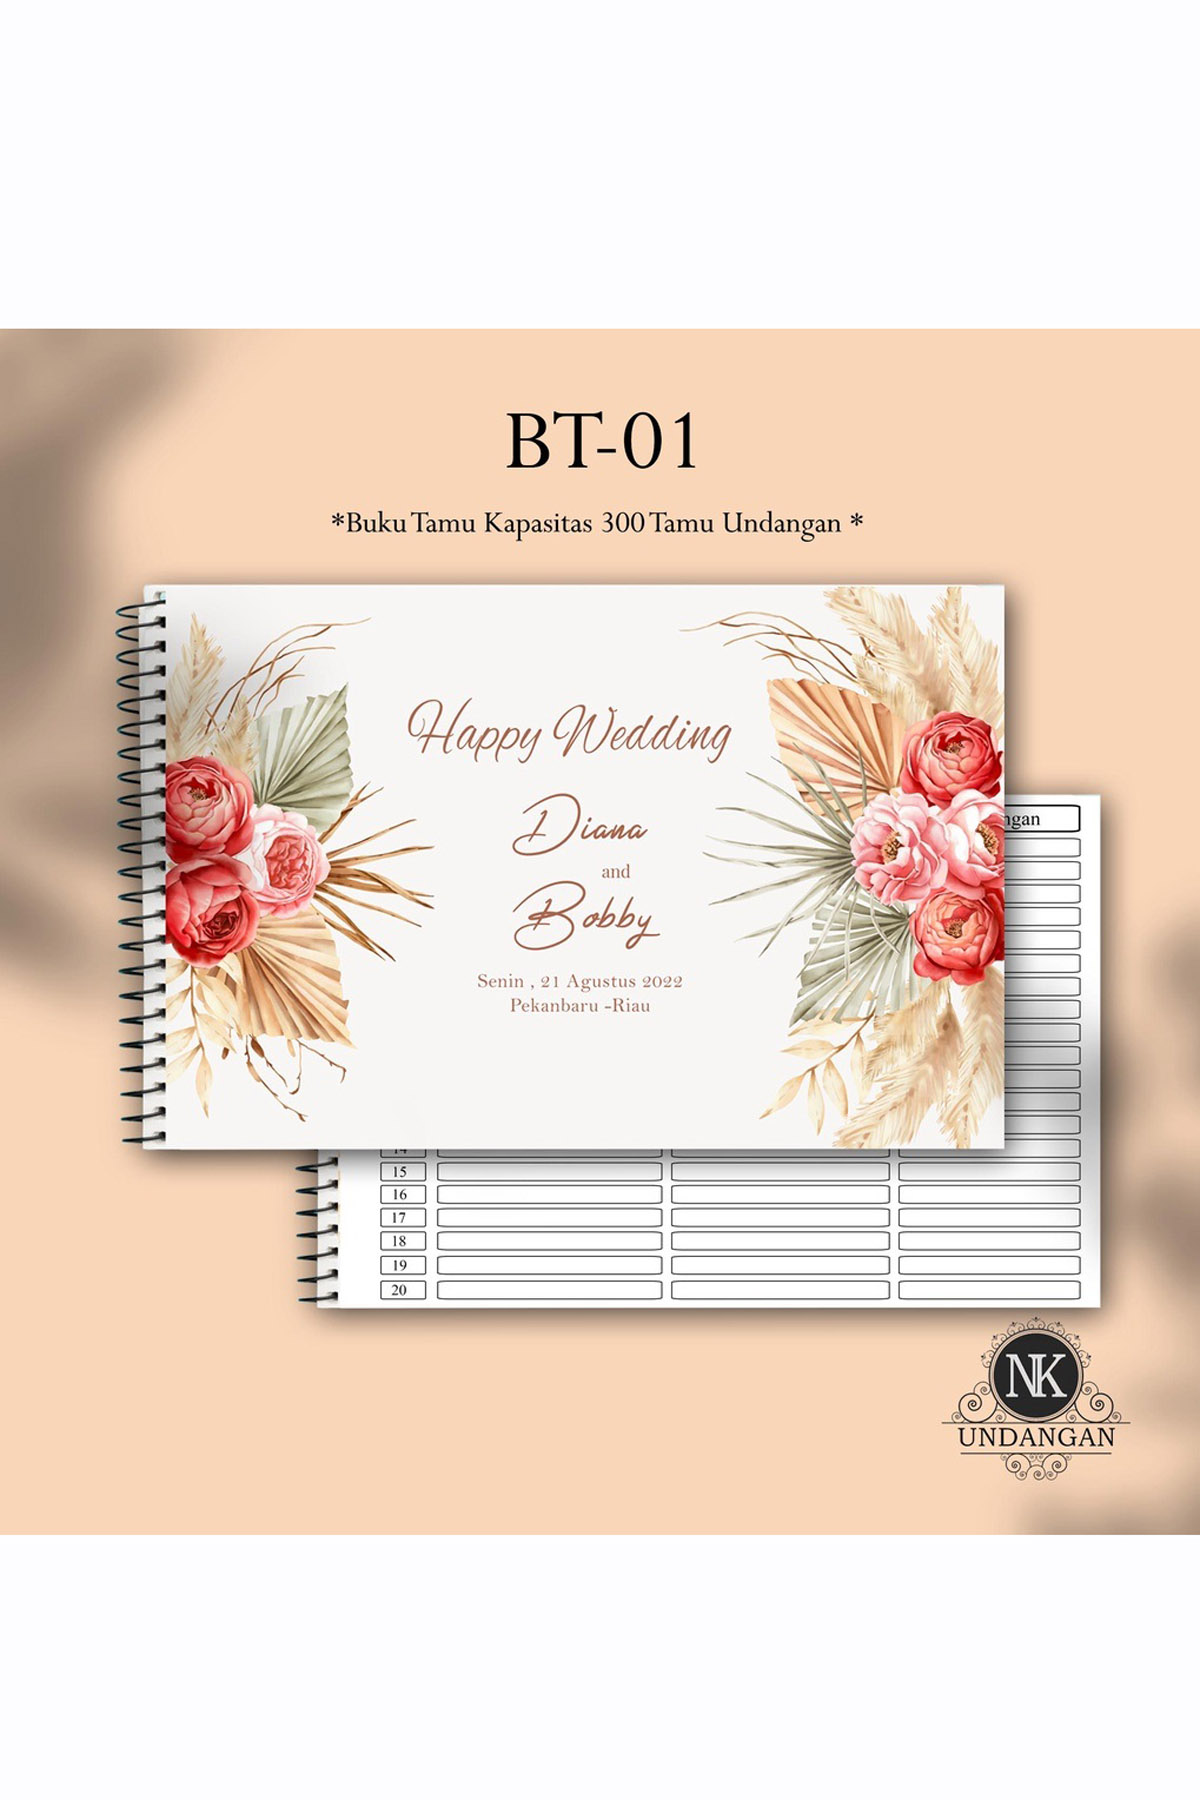 BT-01
*Buku Tamu Kapasitas 300 Tamu Undangan *
Happy Wedding
Diana
and
Bobby
Senin , 21 Agustus 2022
Pekanbaru -Riau
14
15
16
17
18
19
20
NK
UNDANGAN